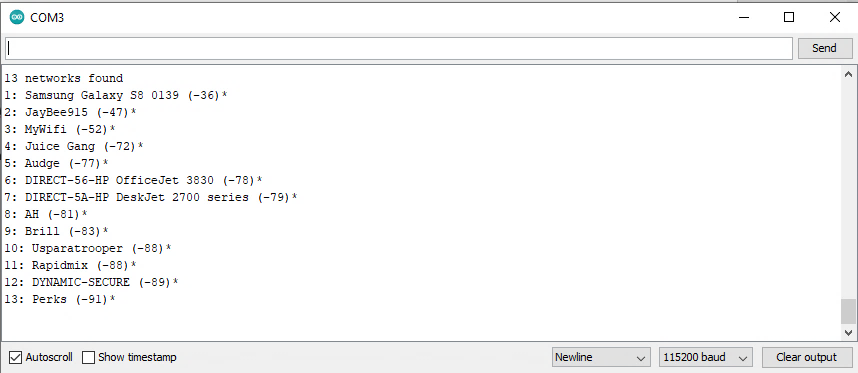 COM3
Send
13 networks found
1: Samsung Galaxy S8 0139 (-36)*
2: JayBee915 (-47)*
3: MyWifi (-52)*
4: Juice Gang (-72)*
5: Audge (-77)*
6: DIRECT-56-HP OfficeJet 3830 (-78)*
7: DIRECT-5A-HP DeskJet 2700 series (-79)*
8: AH (-81)*
9: Brill (-83)*
10: Usparatrooper (-88)*
11: Rapidmix (-88)*
12: DYNAMIC-SECURE (-89)*
13: Perks (-91)*
Autoscroll Show timestamp Newline 115200 baud Clear output